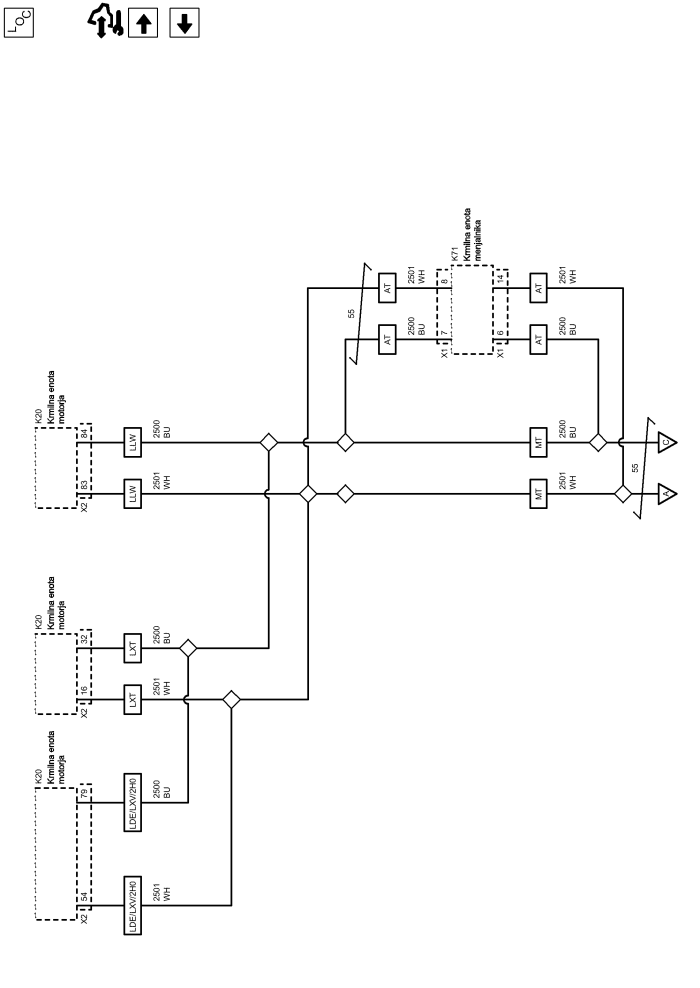 LOC
K71
Krmilna enota
menjalnika
55
AT
2501
WH
8
14
AT
2501
WH
AT
2500
BU
X1
7
X1
6
AT
2500
BU
K20
Krmilna enota
motorja
84
LLW
2500
BU
MT
2500
BU
C
X2
83
LLW
2501
WH
MT
2501
WH
55
A
K20
Krmilna enota
motorja
32
LXT
2500
BU
X2
16
LXT
2501
WH
K20
Krmilna enota
motorja
79
LDE/LXV/2H0
2500
BU
X2
54
LDE/LXV/2H0
2501
WH